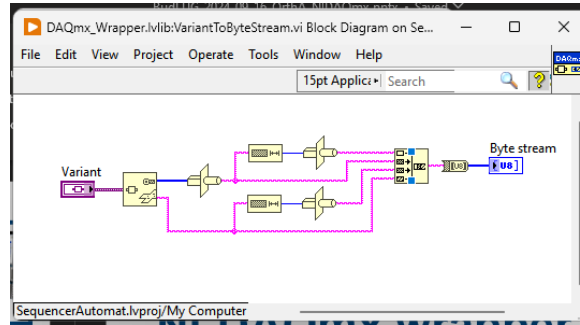 DAQmx_Wrapper.lvlib:VariantToByteStream.vi Block Diagram on Se...
File Edit View Project Operate Tools Window Help
15pt Applica Search
DAQmx
Byte stream
Variant
[U8]
U8 ]
SequencerAutomat.lvproj/My Computer